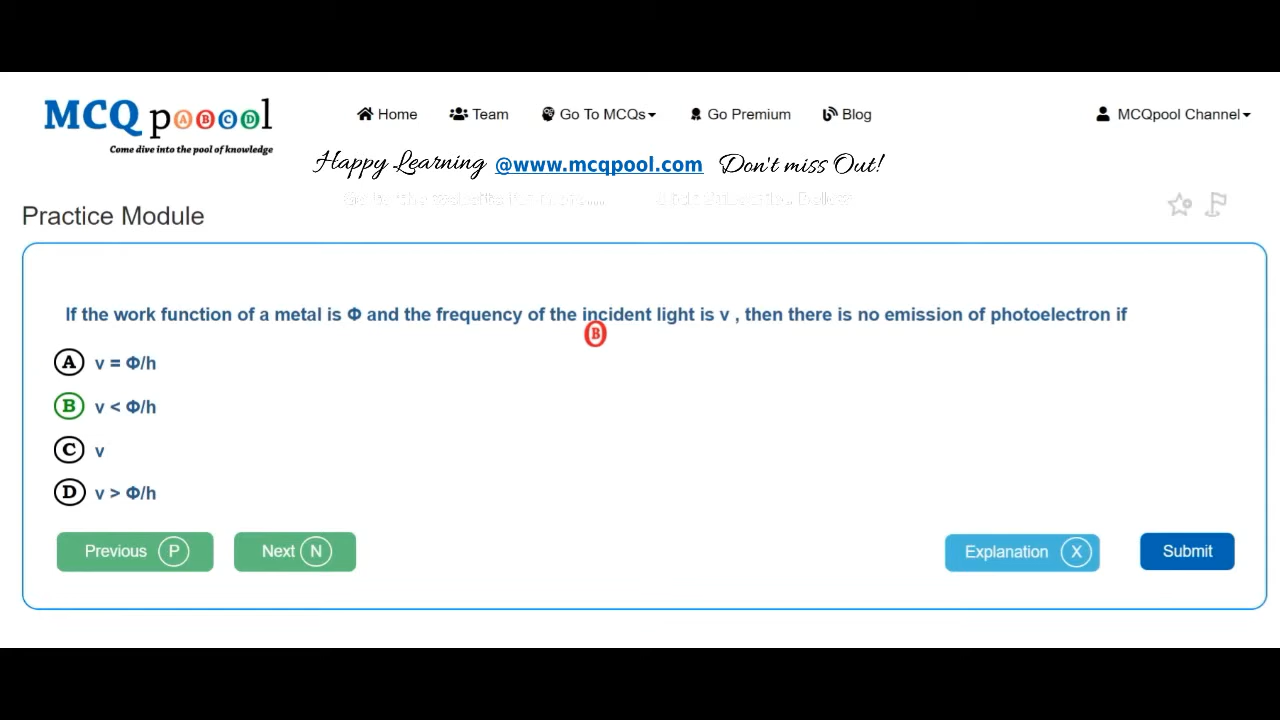 MCQ pooool
Come dive into the pool of knowledge
Home Team Go To MCQs Go Premium Blog MCQpool Channel
Happy Learning @www.mcqpool.com Don't miss Out!
Practice Module
If the work function of a metal is Φ and the frequency of the incident light is v , then there is no emission of photoelectron if
B
A v = Φ/h
B v < Φ/h
C v
D v > Φ/h
Previous P Next N Explanation X Submit